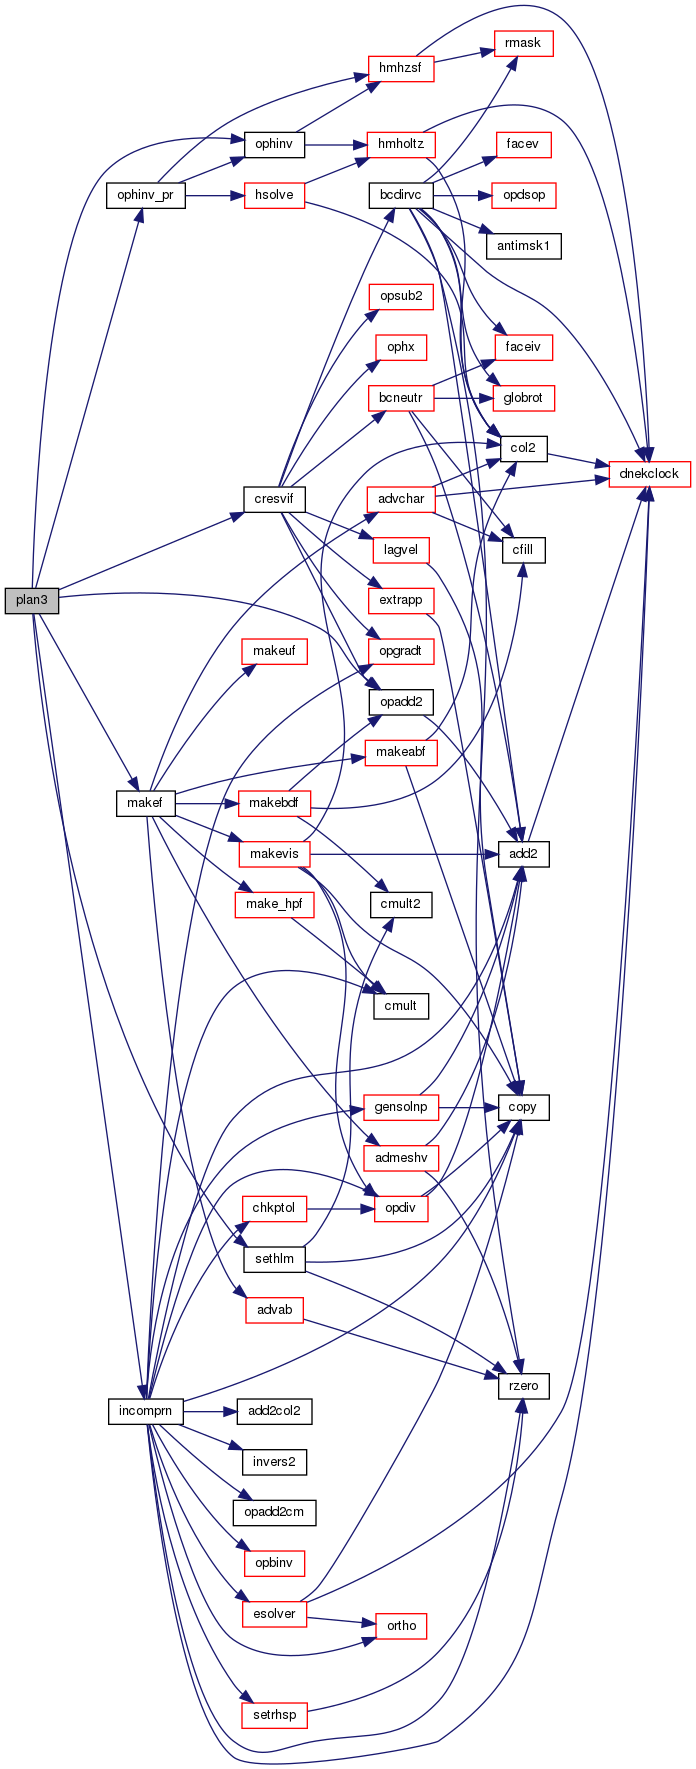 rmask
hmhzsf
ophinv
hmholtz
facev
ophinv_pr
hsolve
bcdirvc
opdsop
antimsk1
opsub2
ophx
faceiv
bcneutr
globrot
col2
dnekclock
cresvif
advchar
lagvel
cfill
plan3
extrapp
makeuf
opgradt
opadd2
makeabf
makef
makebdf
makevis
add2
make_hpf
cmult2
cmult
gensolnp
copy
admeshv
chkptol
opdiv
sethlm
advab
rzero
incomprn
add2col2
invers2
opadd2cm
opbinv
esolver
ortho
setrhsp